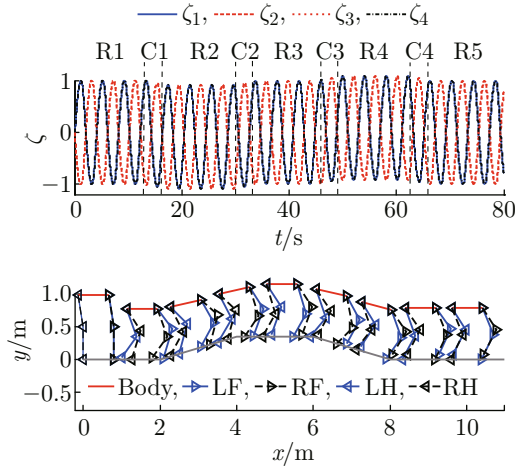 ζ₁, ζ₂, ζ₃, ζ₄
R1 C1 R2 C2 R3 C3 R4 C4 R5
1
0
−1
ζ
0 20 40 60 80
t/s
1.0
0.5
0
−0.5
y/m
Body, LF, RF, LH, RH
0 2 4 6 8 10
x/m